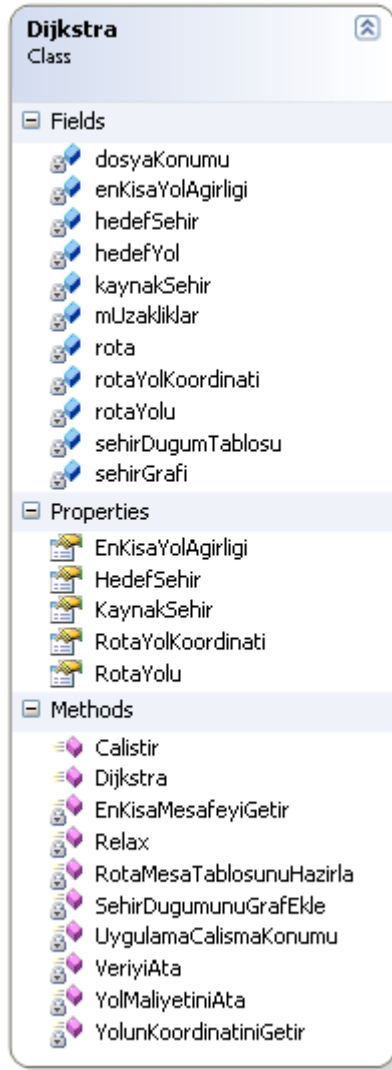 Dijkstra
Class
Fields
dosyaKonumu
enKisaYolAgirligi
hedefSehir
hedefYol
kaynakSehir
mUzakliklar
rota
rotaYolKoordinati
rotaYolu
sehirDugumTablosu
sehirGrafi
Properties
EnKisaYolAgirligi
HedefSehir
KaynakSehir
RotaYolKoordinati
RotaYolu
Methods
Calistir
Dijkstra
EnKisaMesafeyiGetir
Relax
RotaMesaTablosunuHazirla
SehirDugumunuGrafEkle
UygulamaCalismaKonumu
VeriyiAta
YolMaliyetiniAta
YolunKoordinatiniGetir